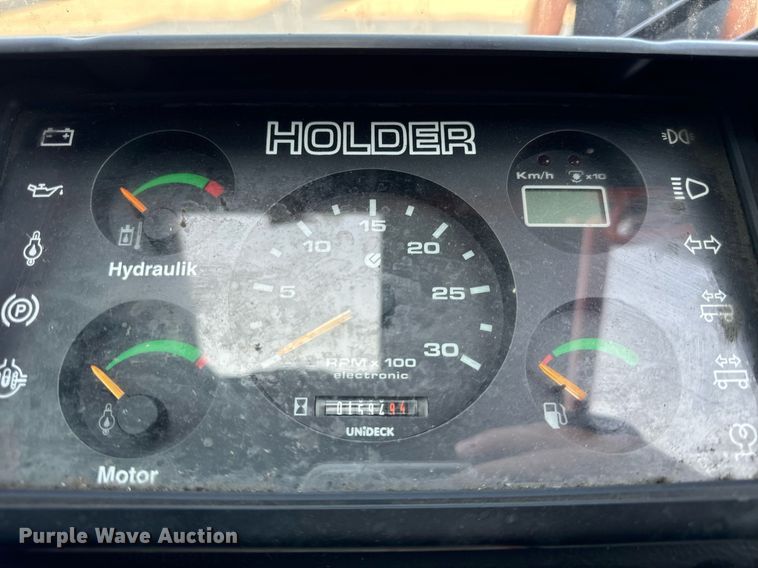 HOLDER
Km/h x10
Hydraulik
5 10 15 20 25 30
RPM x 100
electronic
UNiDECK
Motor
P
Purple Wave Auction